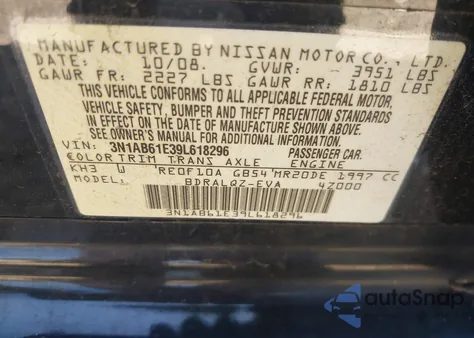 MANUFACTURED BY NISSAN MOTOR CO., LTD.
DATE: 10/08. GVWR: 3951 LBS
GAWR FR: 2227 LBS GAWR RR: 1810 LBS
THIS VEHICLE CONFORMS TO ALL APPLICABLE FEDERAL MOTOR
VEHICLE SAFETY, BUMPER AND THEFT PREVENTION STANDARDS
IN EFFECT ON THE DATE OF MANUFACTURE SHOWN ABOVE.
SEE OWNER'S MANUAL FOR ADDITIONAL INFORMATION.
VIN: 3N1AB61E39L618296 PASSENGER CAR
COLOR TRIM TRANS AXLE ENGINE
KH3 W RE0F10A GB54 MR20DE 1997 CC
MODEL: BDRALQZ-EVA 4Z000
3N1AB61E39L618296
autoSnap